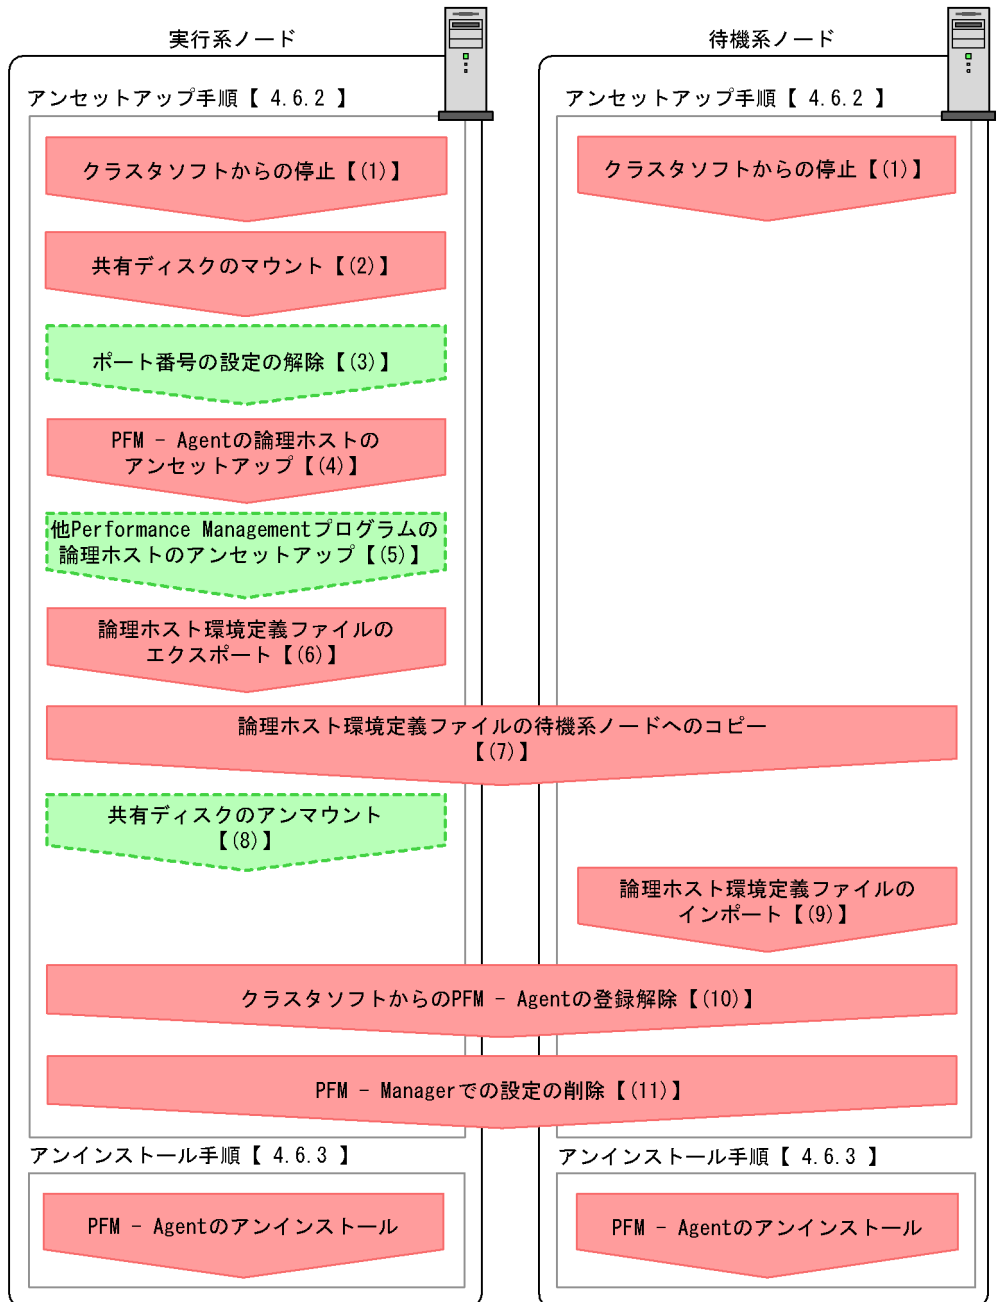 実行系ノード
待機系ノード
アンセットアップ手順【 4.6.2 】
アンセットアップ手順【 4.6.2 】
クラスタソフトからの停止【(1)】
クラスタソフトからの停止【(1)】
共有ディスクのマウント【(2)】
ポート番号の設定の解除【(3)】
PFM － Agentの論理ホストの
アンセットアップ【(4)】
他Performance Managementプログラムの
論理ホストのアンセットアップ【(5)】
論理ホスト環境定義ファイルの
エクスポート【(6)】
論理ホスト環境定義ファイルの待機系ノードへのコピー
【(7)】
共有ディスクのアンマウント
【(8)】
論理ホスト環境定義ファイルの
インポート【(9)】
クラスタソフトからのPFM － Agentの登録解除【(10)】
PFM － Managerでの設定の削除【(11)】
アンインストール手順【 4.6.3 】
アンインストール手順【 4.6.3 】
PFM － Agentのアンインストール
PFM － Agentのアンインストール